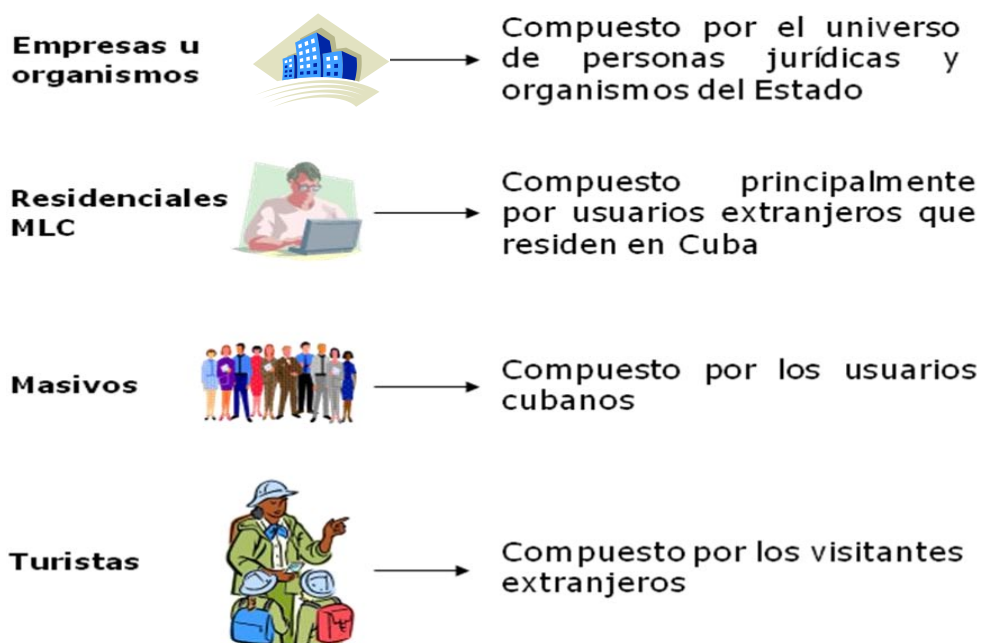 Empresas u
organismos
Compuesto por el universo
de personas jurídicas y
organismos del Estado
Residenciales
MLC
Compuesto principalmente
por usuarios extranjeros que
residen en Cuba
Masivos
Compuesto por los usuarios
cubanos
Turistas
Compuesto por los visitantes
extranjeros